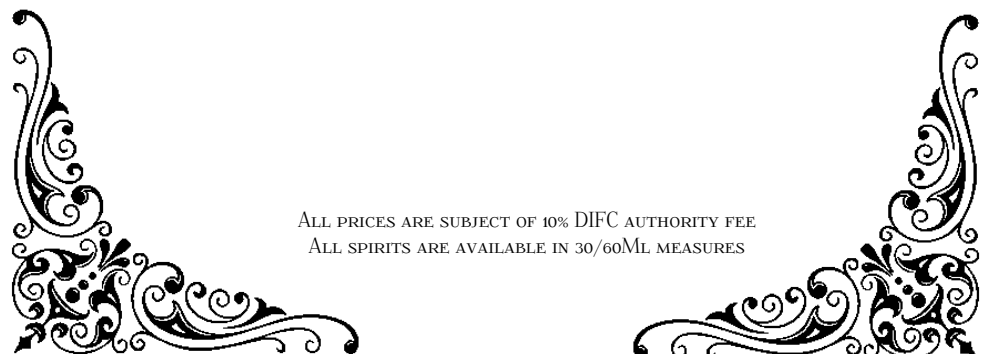 All prices are subject of 10% DIFC authority fee
All spirits are available in 30/60Ml measures